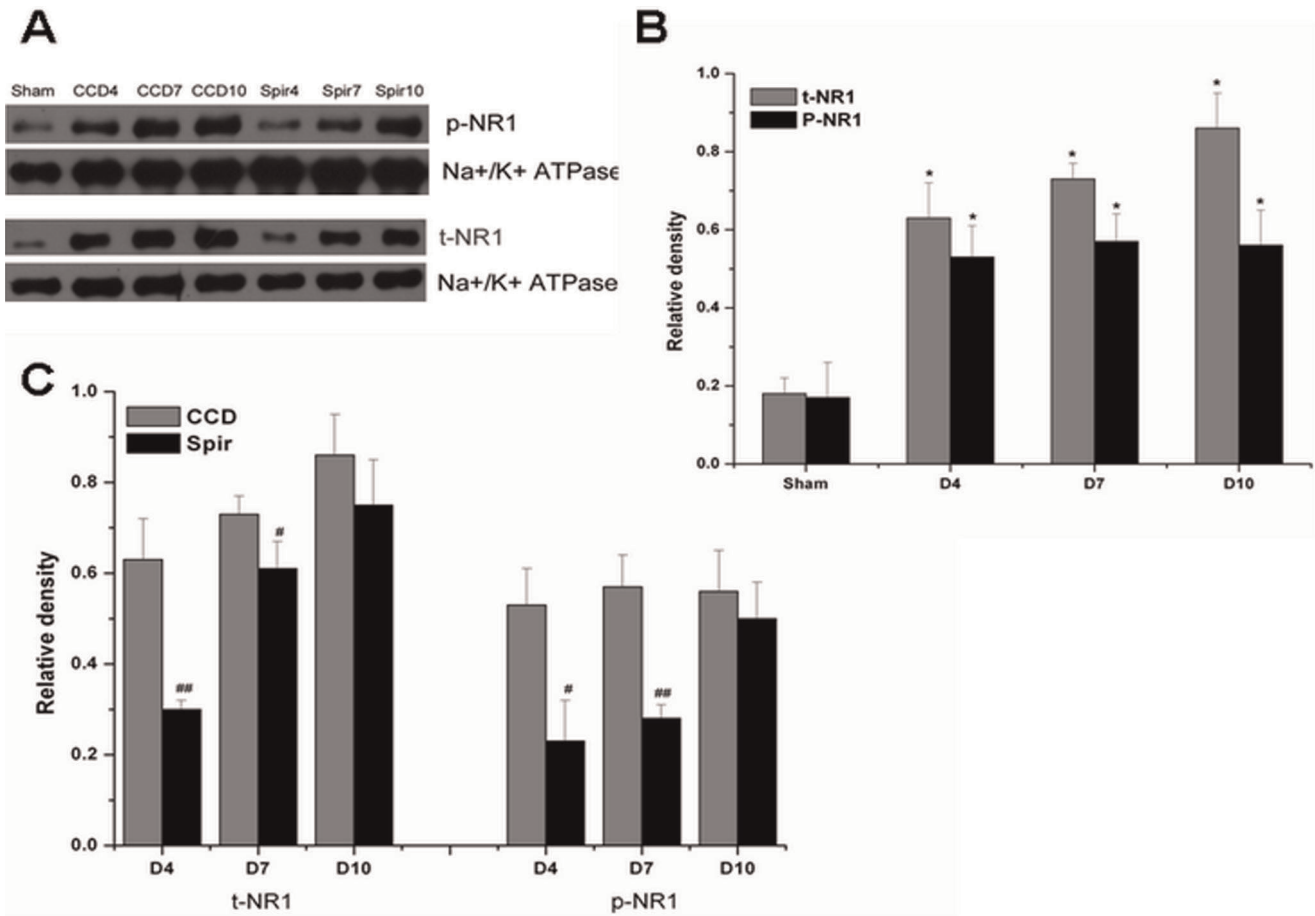 A
Sham CCD4 CCD7 CCD10 Spir4 Spir7 Spir10
p-NR1
Na+/K+ ATPase
t-NR1
Na+/K+ ATPase
B
t-NR1
P-NR1
Relative density
1.0
0.8
0.6
0.4
0.2
0.0
* * * * * *
Sham D4 D7 D10
C
CCD
Spir
Relative density
1.0
0.8
0.6
0.4
0.2
0.0
## # # ##
D4 D7 D10 D4 D7 D10
t-NR1 p-NR1